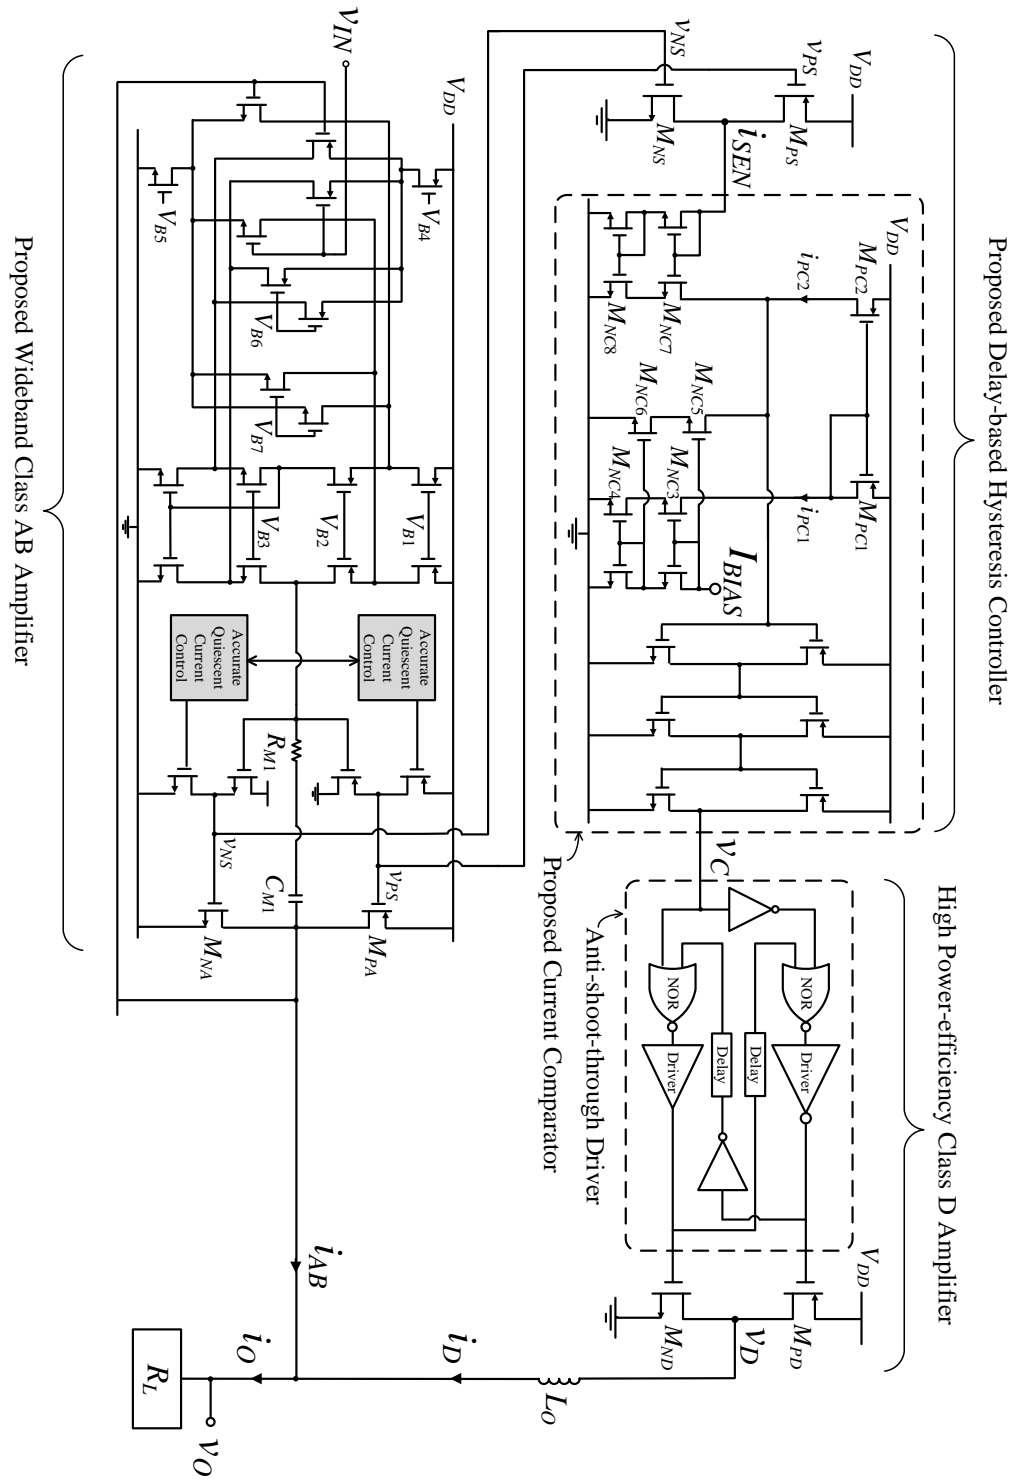 Proposed Delay-based Hysteresis Controller
High Power-efficiency Class D Amplifier
V_DD
v_PS
M_PS
v_NS
M_NS
i_SEN
V_DD
M_PC2
i_PC2
M_NC7
M_NC8
M_NC5
M_NC6
M_PC1
i_PC1
M_NC3
M_NC4
I_BIAS
v_C
Proposed Current Comparator
Anti-shoot-through Driver
NOR
NOR
Driver
Driver
Delay
Delay
V_DD
M_PD
v_D
M_ND
v_IN
V_DD
V_B4
V_B5
V_B6
V_B7
V_B1
V_B2
V_B3
Accurate
Quiescent
Current
Control
Accurate
Quiescent
Current
Control
R_M1
v_PS
v_NS
C_M1
M_PA
M_NA
i_AB
L_O
i_D
i_O
v_O
R_L
Proposed Wideband Class AB Amplifier